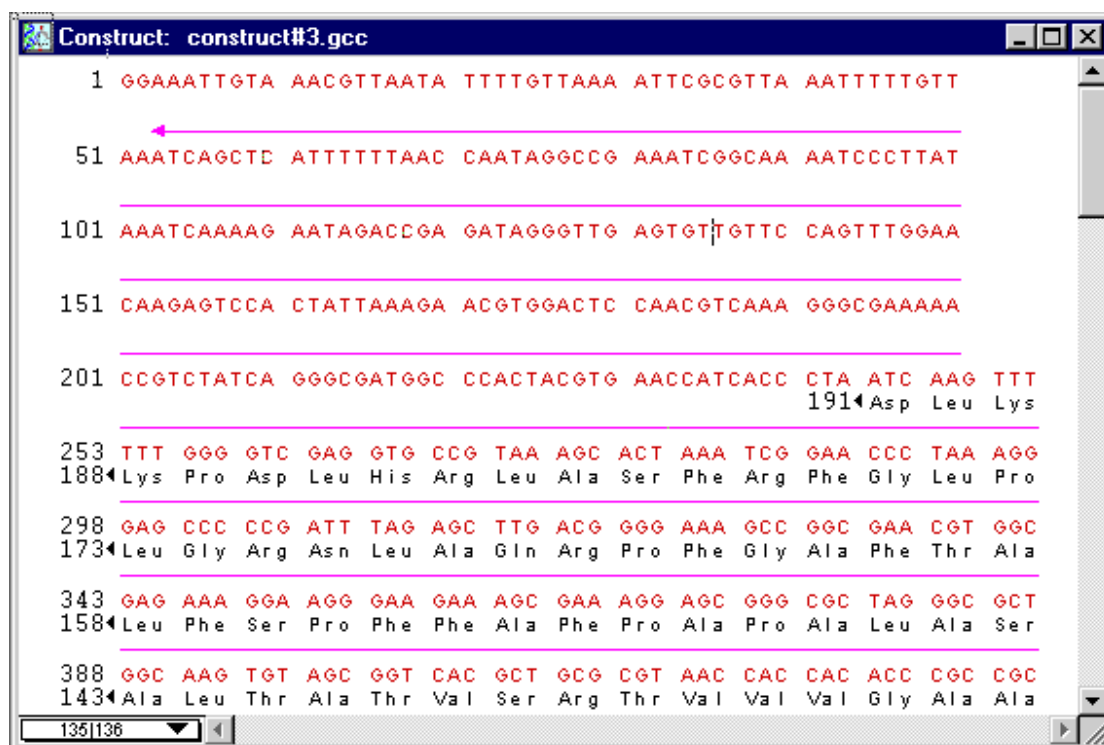 Construct: construct#3.gcc
1 GGAAATTGTA AACGTTAATA TTTTGTTAAA ATTCGCGTTA AATTTTTGTT
51 AAATCAGCTC ATTTTTTAAC CAATAGGCCG AAATCGGCAA AATCCCTTAT
101 AAATCAAAAG AATAGACCGA GATAGGGTTG AGTGTTGTTC CAGTTTGGAA
151 CAAGAGTCCA CTATTAAAGA ACGTGGACTC CAACGTCAAA GGGCGAAAAA
201 CCGTCTATCA GGGCGATGGC CCACTACGTG AACCATCACC CTA ATC AAG TTT
191 Asp Leu Lys
253 TTT GGG GTC GAG GTG CCG TAA AGC ACT AAA TCG GAA CCC TAA AGG
188 Lys Pro Asp Leu His Arg Leu Ala Ser Phe Arg Phe Gly Leu Pro
298 GAG CCC CCG ATT TAG AGC TTG ACG GGG AAA GCC GGC GAA CGT GGC
173 Leu Gly Arg Asn Leu Ala Gln Arg Pro Phe Gly Ala Phe Thr Ala
343 GAG AAA GGA AGG GAA GAA AGC GAA AGG AGC GGG CGC TAG GGC GCT
158 Leu Phe Ser Pro Phe Phe Ala Phe Pro Ala Pro Ala Leu Ala Ser
388 GGC AAG TGT AGC GGT CAC GCT GCG CGT AAC CAC CAC ACC CGC CGC
143 Ala Leu Thr Ala Thr Val Ser Arg Thr Val Val Val Gly Ala Ala
135|136